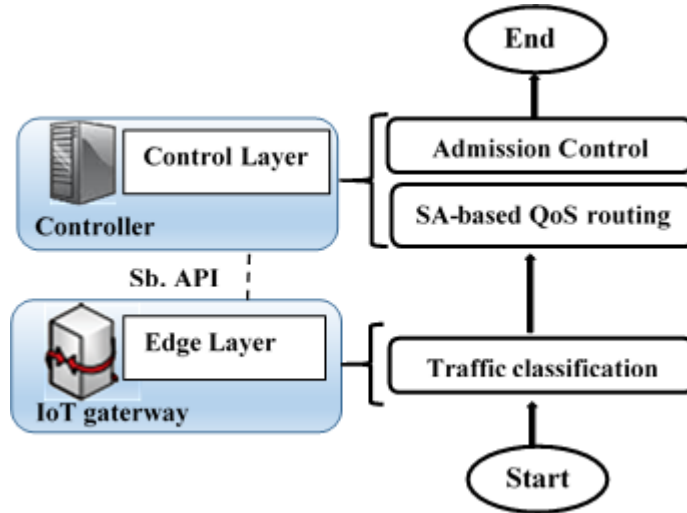 End
Control Layer
Controller
Admission Control
SA-based QoS routing
Sb. API
Edge Layer
IoT gaterway
Traffic classification
Start